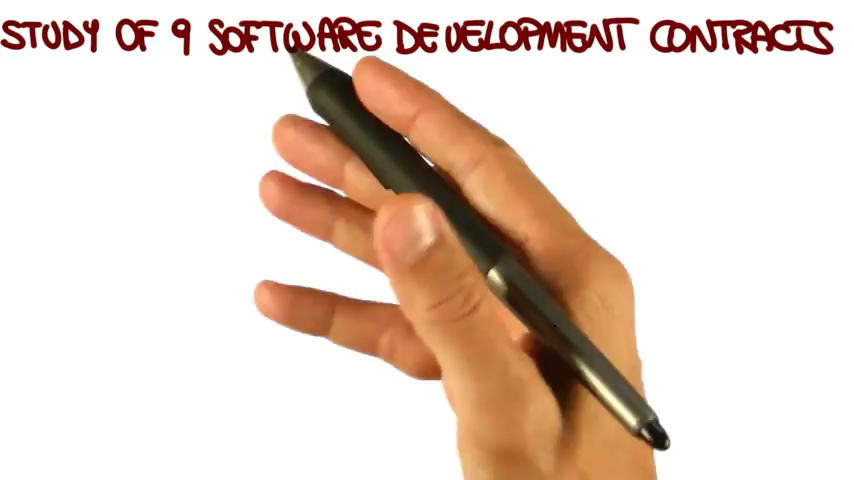 STUDY OF 9 SOFTWARE DEVELOPMENT CONTRACTS